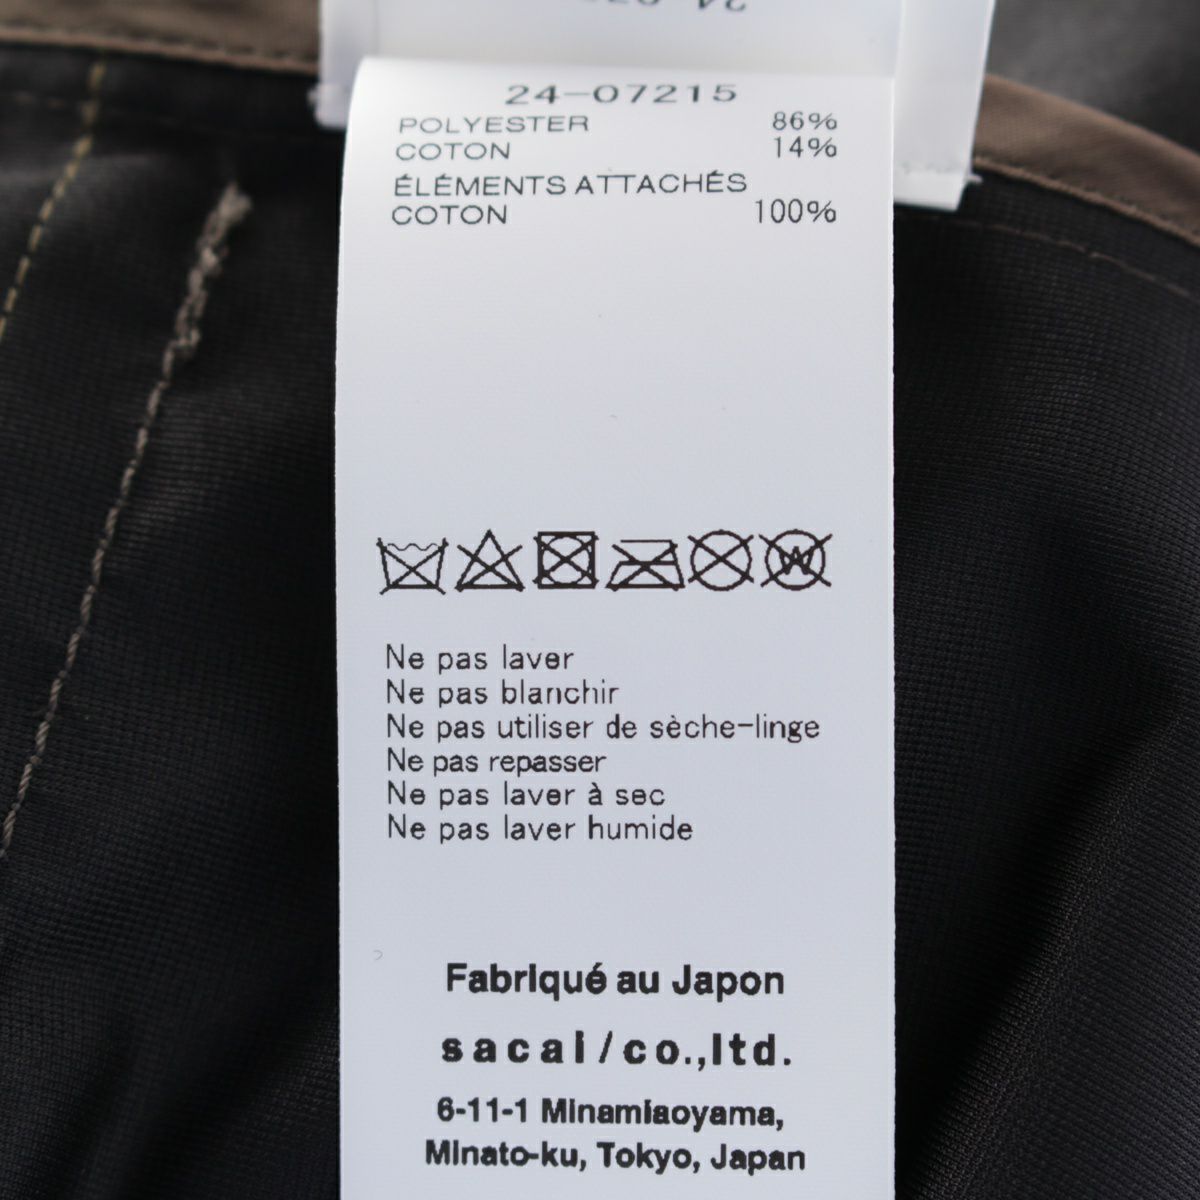 24-07215
POLYESTER 86%
COTON 14%
ÉLÉMENTS ATTACHÉS
COTON 100%
W
Ne pas laver
Ne pas blanchir
Ne pas utiliser de sèche-linge
Ne pas repasser
Ne pas laver à sec
Ne pas laver humide
Fabriqué au Japon
sacai/co.,ltd.
6-11-1 Minamiaoyama,
Minato-ku, Tokyo, Japan